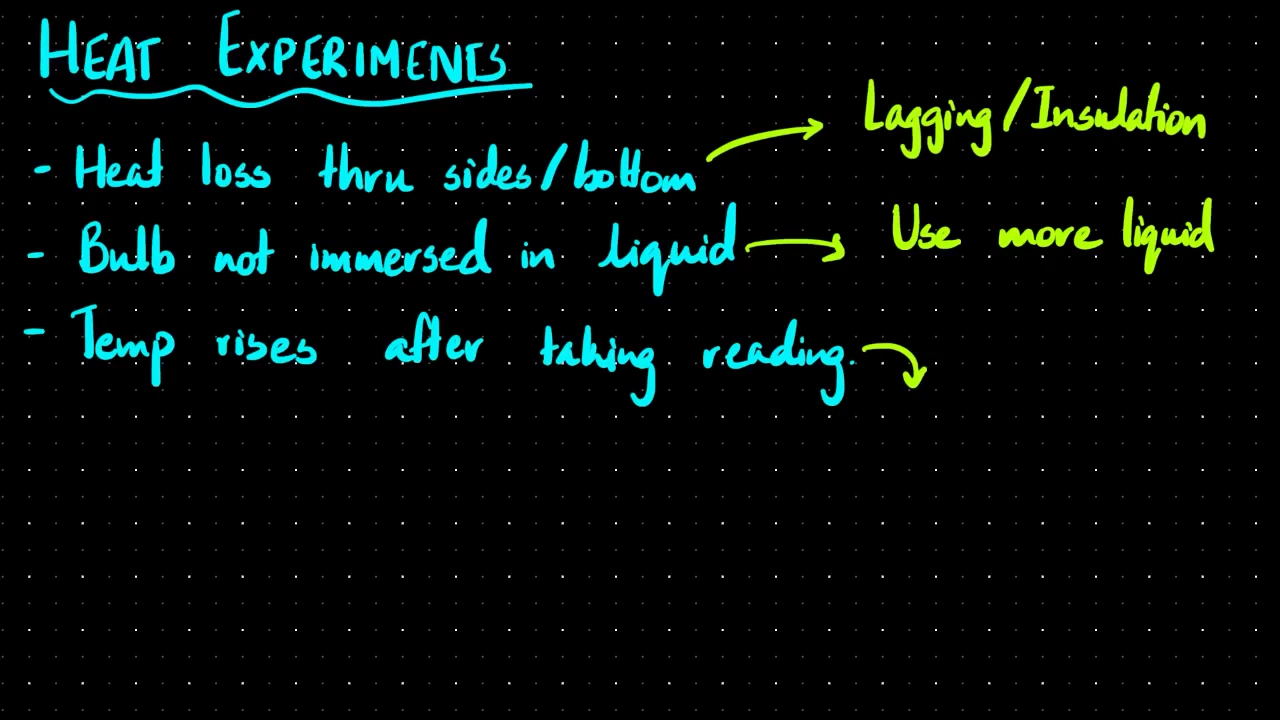 HEAT EXPERIMENTS
- Heat loss thru sides/bottom → Lagging/Insulation
- Bulb not immersed in liquid → Use more liquid
- Temp rises after taking reading.